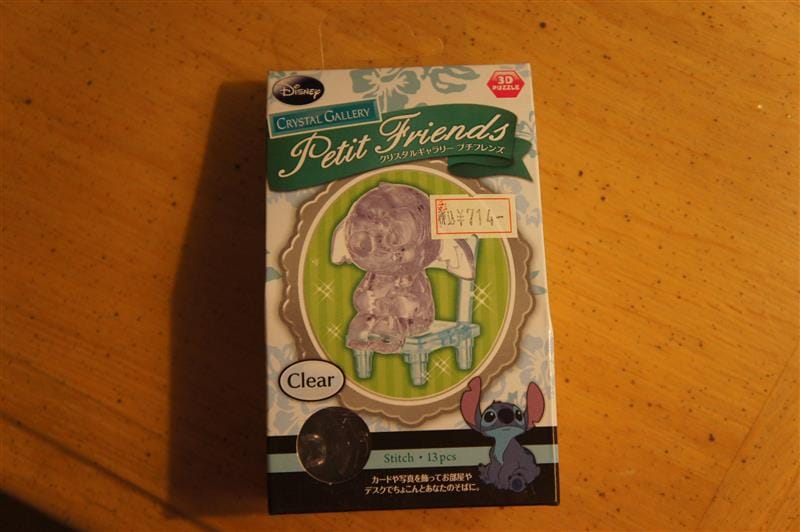 Disney
3D
PUZZLE
CRYSTAL GALLERY
Petit Friends
クリスタルギャラリー プチフレンズ
税込 ¥714-
Clear
Stitch・13pcs
カードや写真を飾ってお部屋や
デスクでちょこんとあなたのそばに。